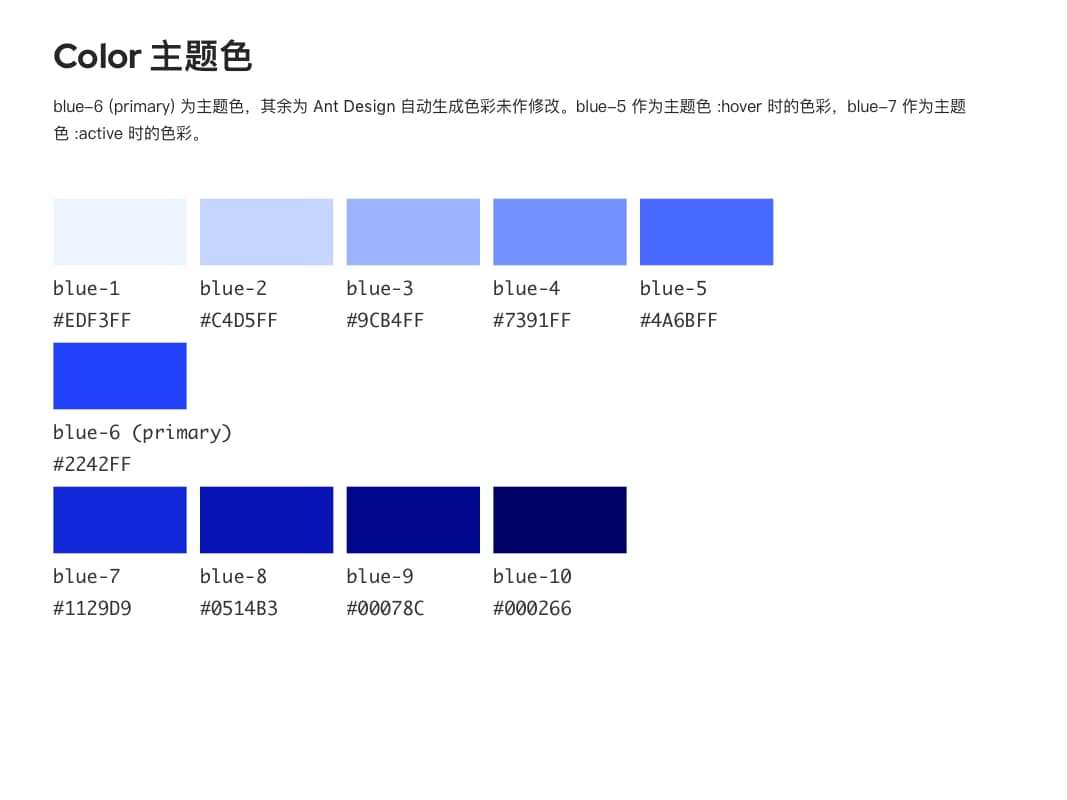 Color 主题色
blue-6 (primary) 为主题色，其余为 Ant Design 自动生成色彩未作修改。blue-5 作为主题色 :hover 时的色彩，blue-7 作为主题
色 :active 时的色彩。
blue-1 blue-2 blue-3 blue-4 blue-5
#EDF3FF #C4D5FF #9CB4FF #7391FF #4A6BFF
blue-6 (primary)
#2242FF
blue-7 blue-8 blue-9 blue-10
#1129D9 #0514B3 #00078C #000266